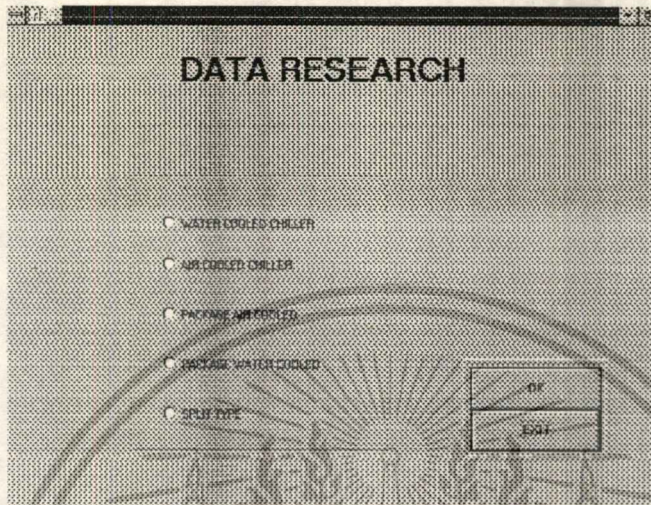 DATA RESEARCH
WATER COOLED CHILLER
AIR COOLED CHILLER
PACKAGE AIR COOLED
PACKAGE WATER COOLED
SPLIT TYPE
OK
EXIT